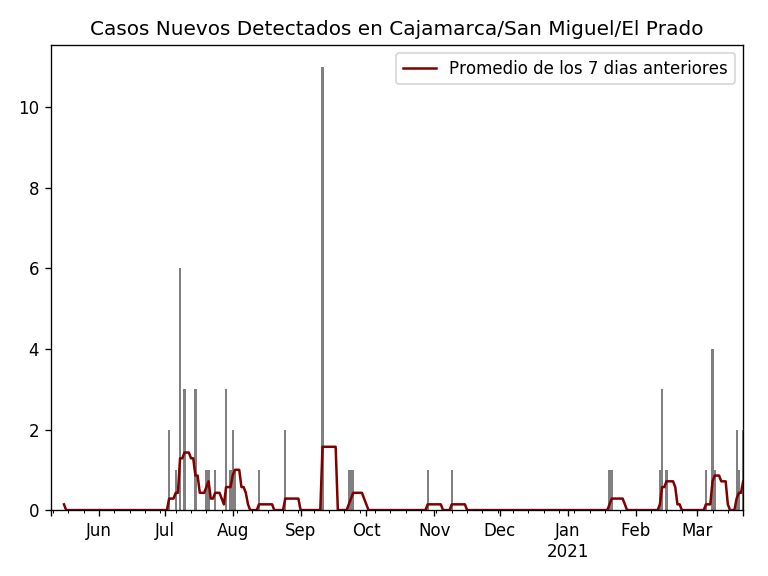 Casos Nuevos Detectados en Cajamarca/San Miguel/El Prado
Promedio de los 7 dias anteriores
10
8
6
4
2
0
Jun Jul Aug Sep Oct Nov Dec Jan Feb Mar
2021